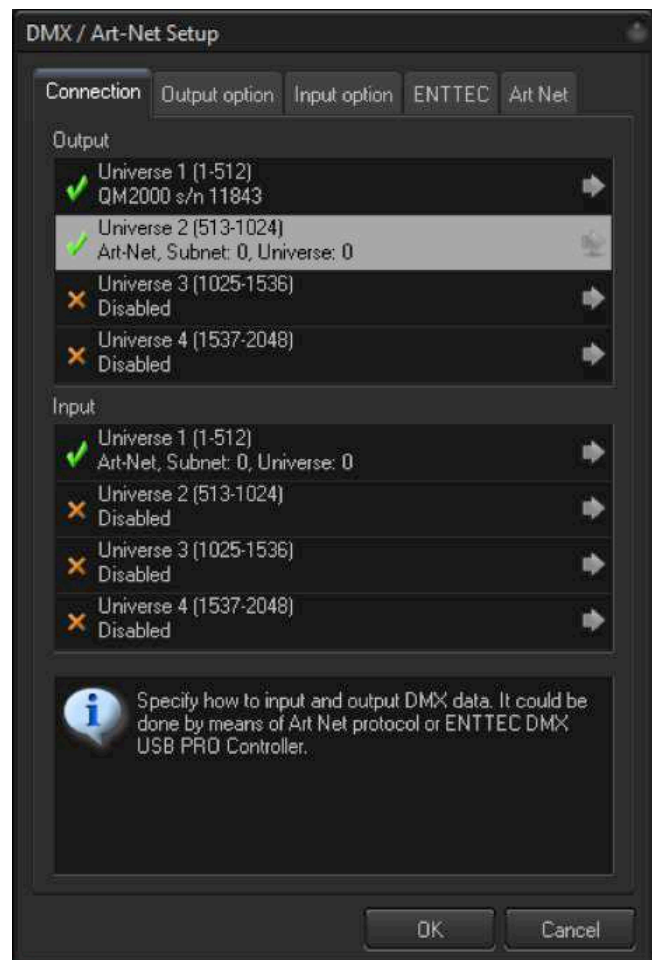 DMX / Art-Net Setup
Connection Output option Input option ENTTEC Art Net
Output
Universe 1 (1-512)
QM2000 s/n 11843
Universe 2 (513-1024)
Art-Net, Subnet: 0, Universe: 0
Universe 3 (1025-1536)
Disabled
Universe 4 (1537-2048)
Disabled
Input
Universe 1 (1-512)
Art-Net, Subnet: 0, Universe: 0
Universe 2 (513-1024)
Disabled
Universe 3 (1025-1536)
Disabled
Universe 4 (1537-2048)
Disabled
Specify how to input and output DMX data. It could be
done by means of Art Net protocol or ENTTEC DMX
USB PRO Controller.
OK Cancel